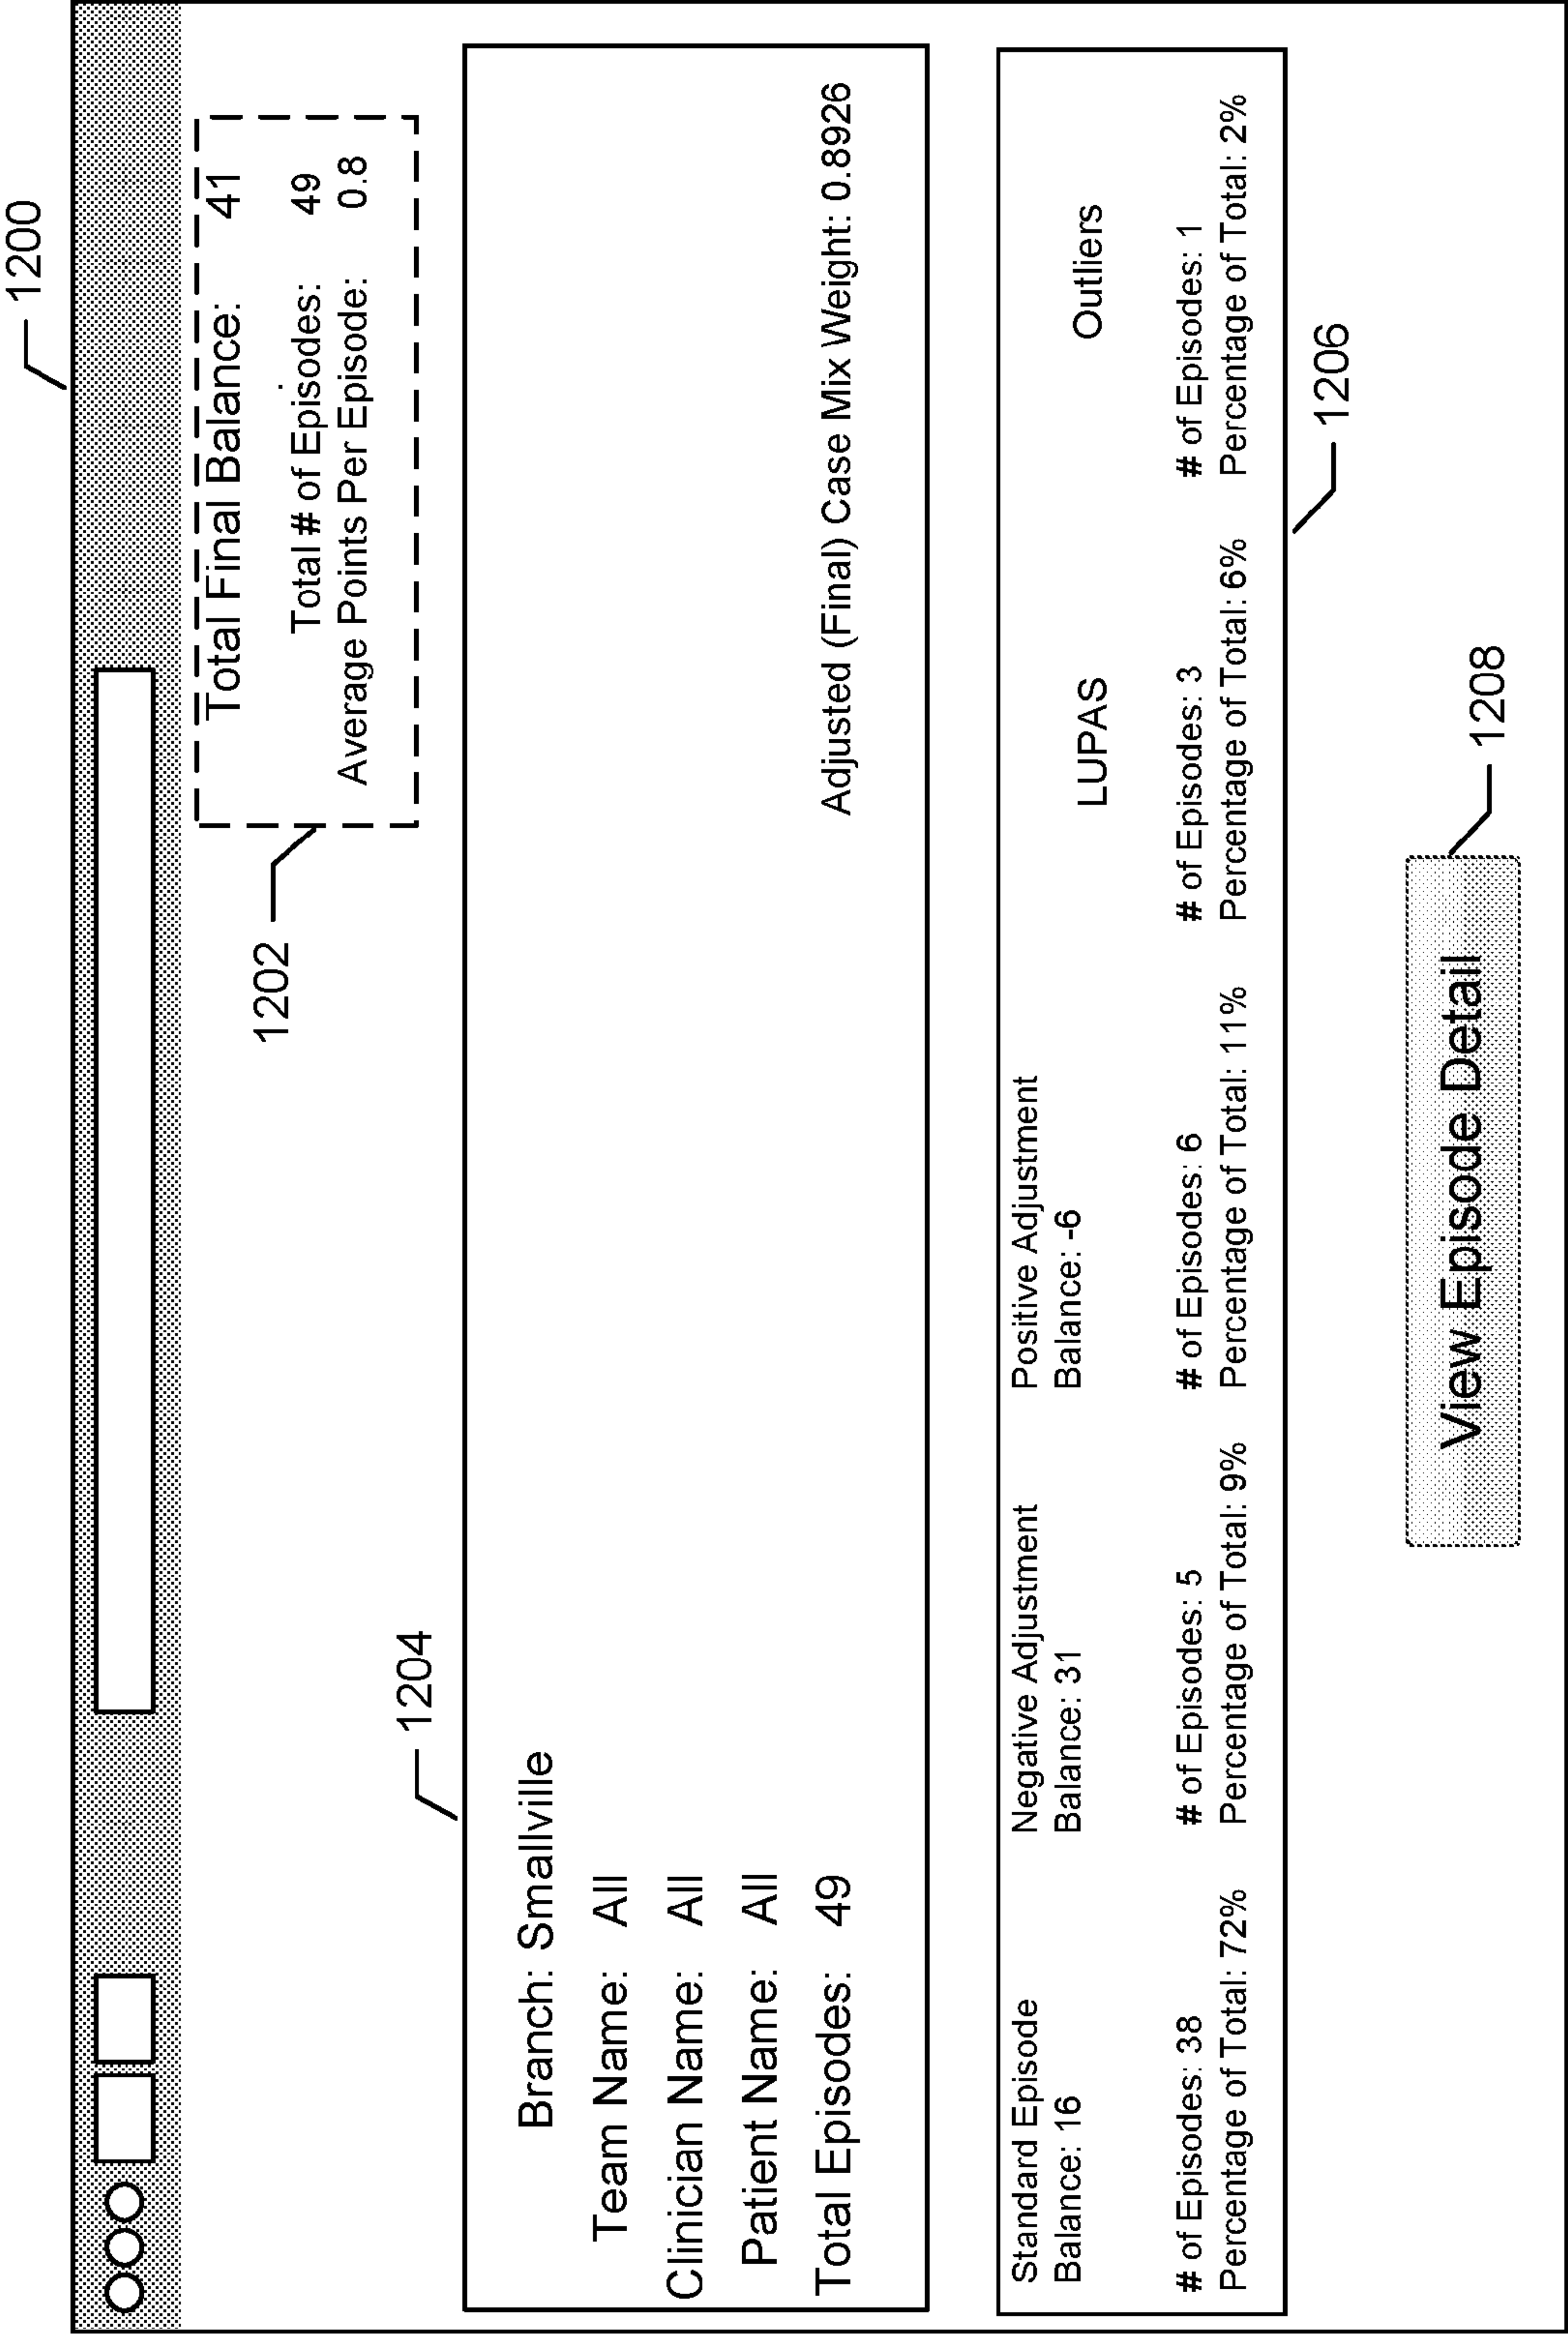 1200
Total Final Balance: 41
Total # of Episodes: 49
Average Points Per Episode: 0.8
1202
1204
Branch: Smallville
Team Name: All
Clinician Name: All
Patient Name: All
Total Episodes: 49
Adjusted (Final) Case Mix Weight: 0.8926
Standard Episode
Balance: 16
# of Episodes: 38
Percentage of Total: 72%
Negative Adjustment
Balance: 31
# of Episodes: 5
Percentage of Total: 9%
Positive Adjustment
Balance: -6
# of Episodes: 6
Percentage of Total: 11%
LUPAS
# of Episodes: 3
Percentage of Total: 6%
Outliers
# of Episodes: 1
Percentage of Total: 2%
1206
View Episode Detail
1208